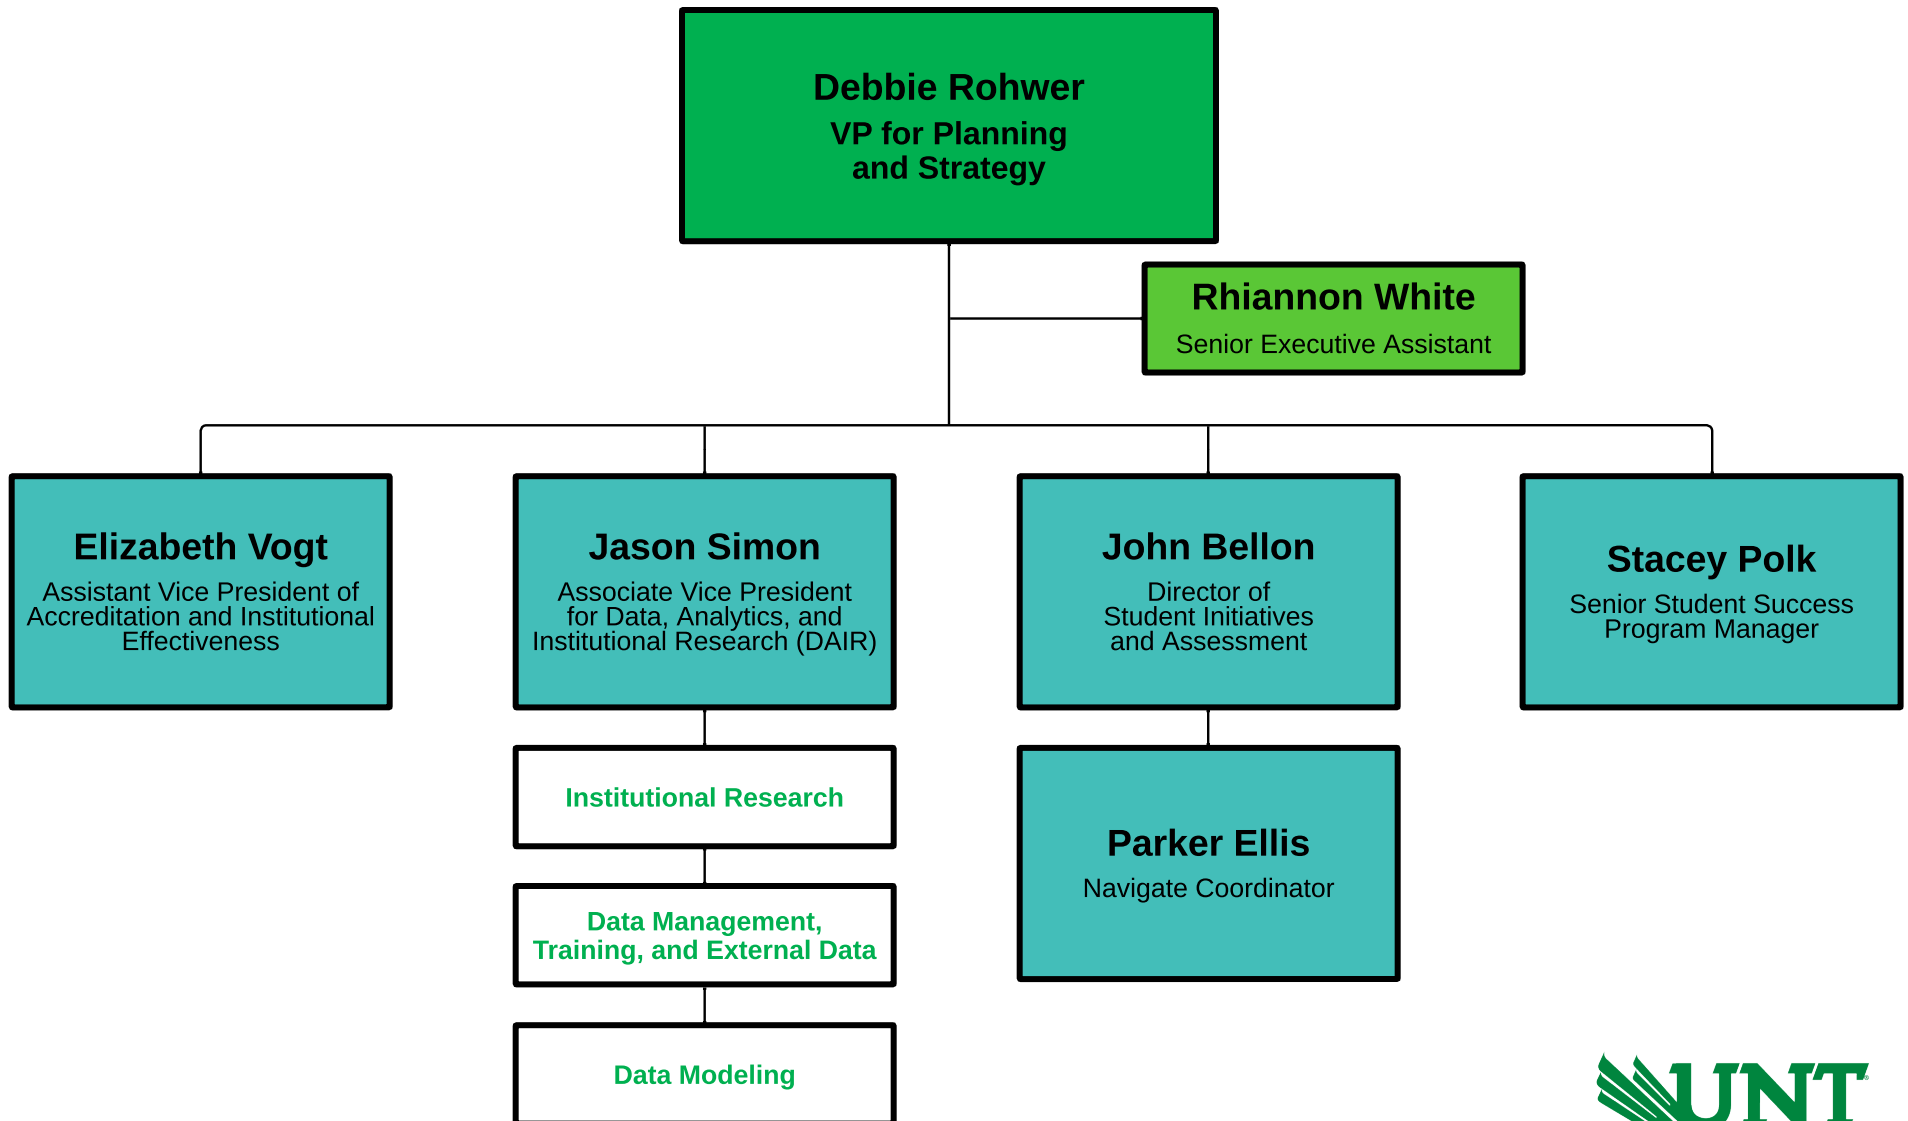 Debbie Rohwer
VP for Planning
and Strategy
Rhiannon White
Senior Executive Assistant
Elizabeth Vogt
Assistant Vice President of
Accreditation and Institutional
Effectiveness
Jason Simon
Associate Vice President
for Data, Analytics, and
Institutional Research (DAIR)
John Bellon
Director of
Student Initiatives
and Assessment
Stacey Polk
Senior Student Success
Program Manager
Institutional Research
Data Management,
Training, and External Data
Data Modeling
Parker Ellis
Navigate Coordinator
UNT®